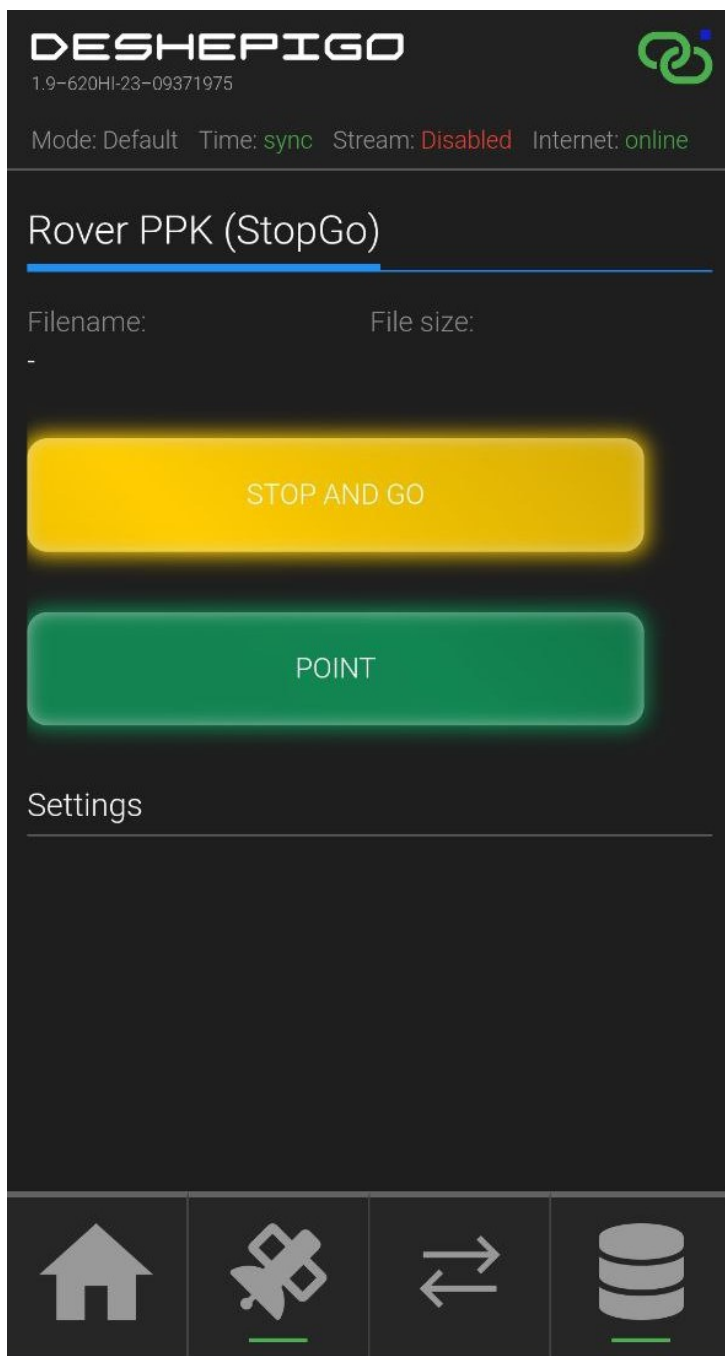 DESHEPIGO
1.9-620HI-23-09371975
Mode: Default Time: sync Stream: Disabled Internet: online
Rover PPK (StopGo)
Filename: File size:
-
STOP AND GO
POINT
Settings